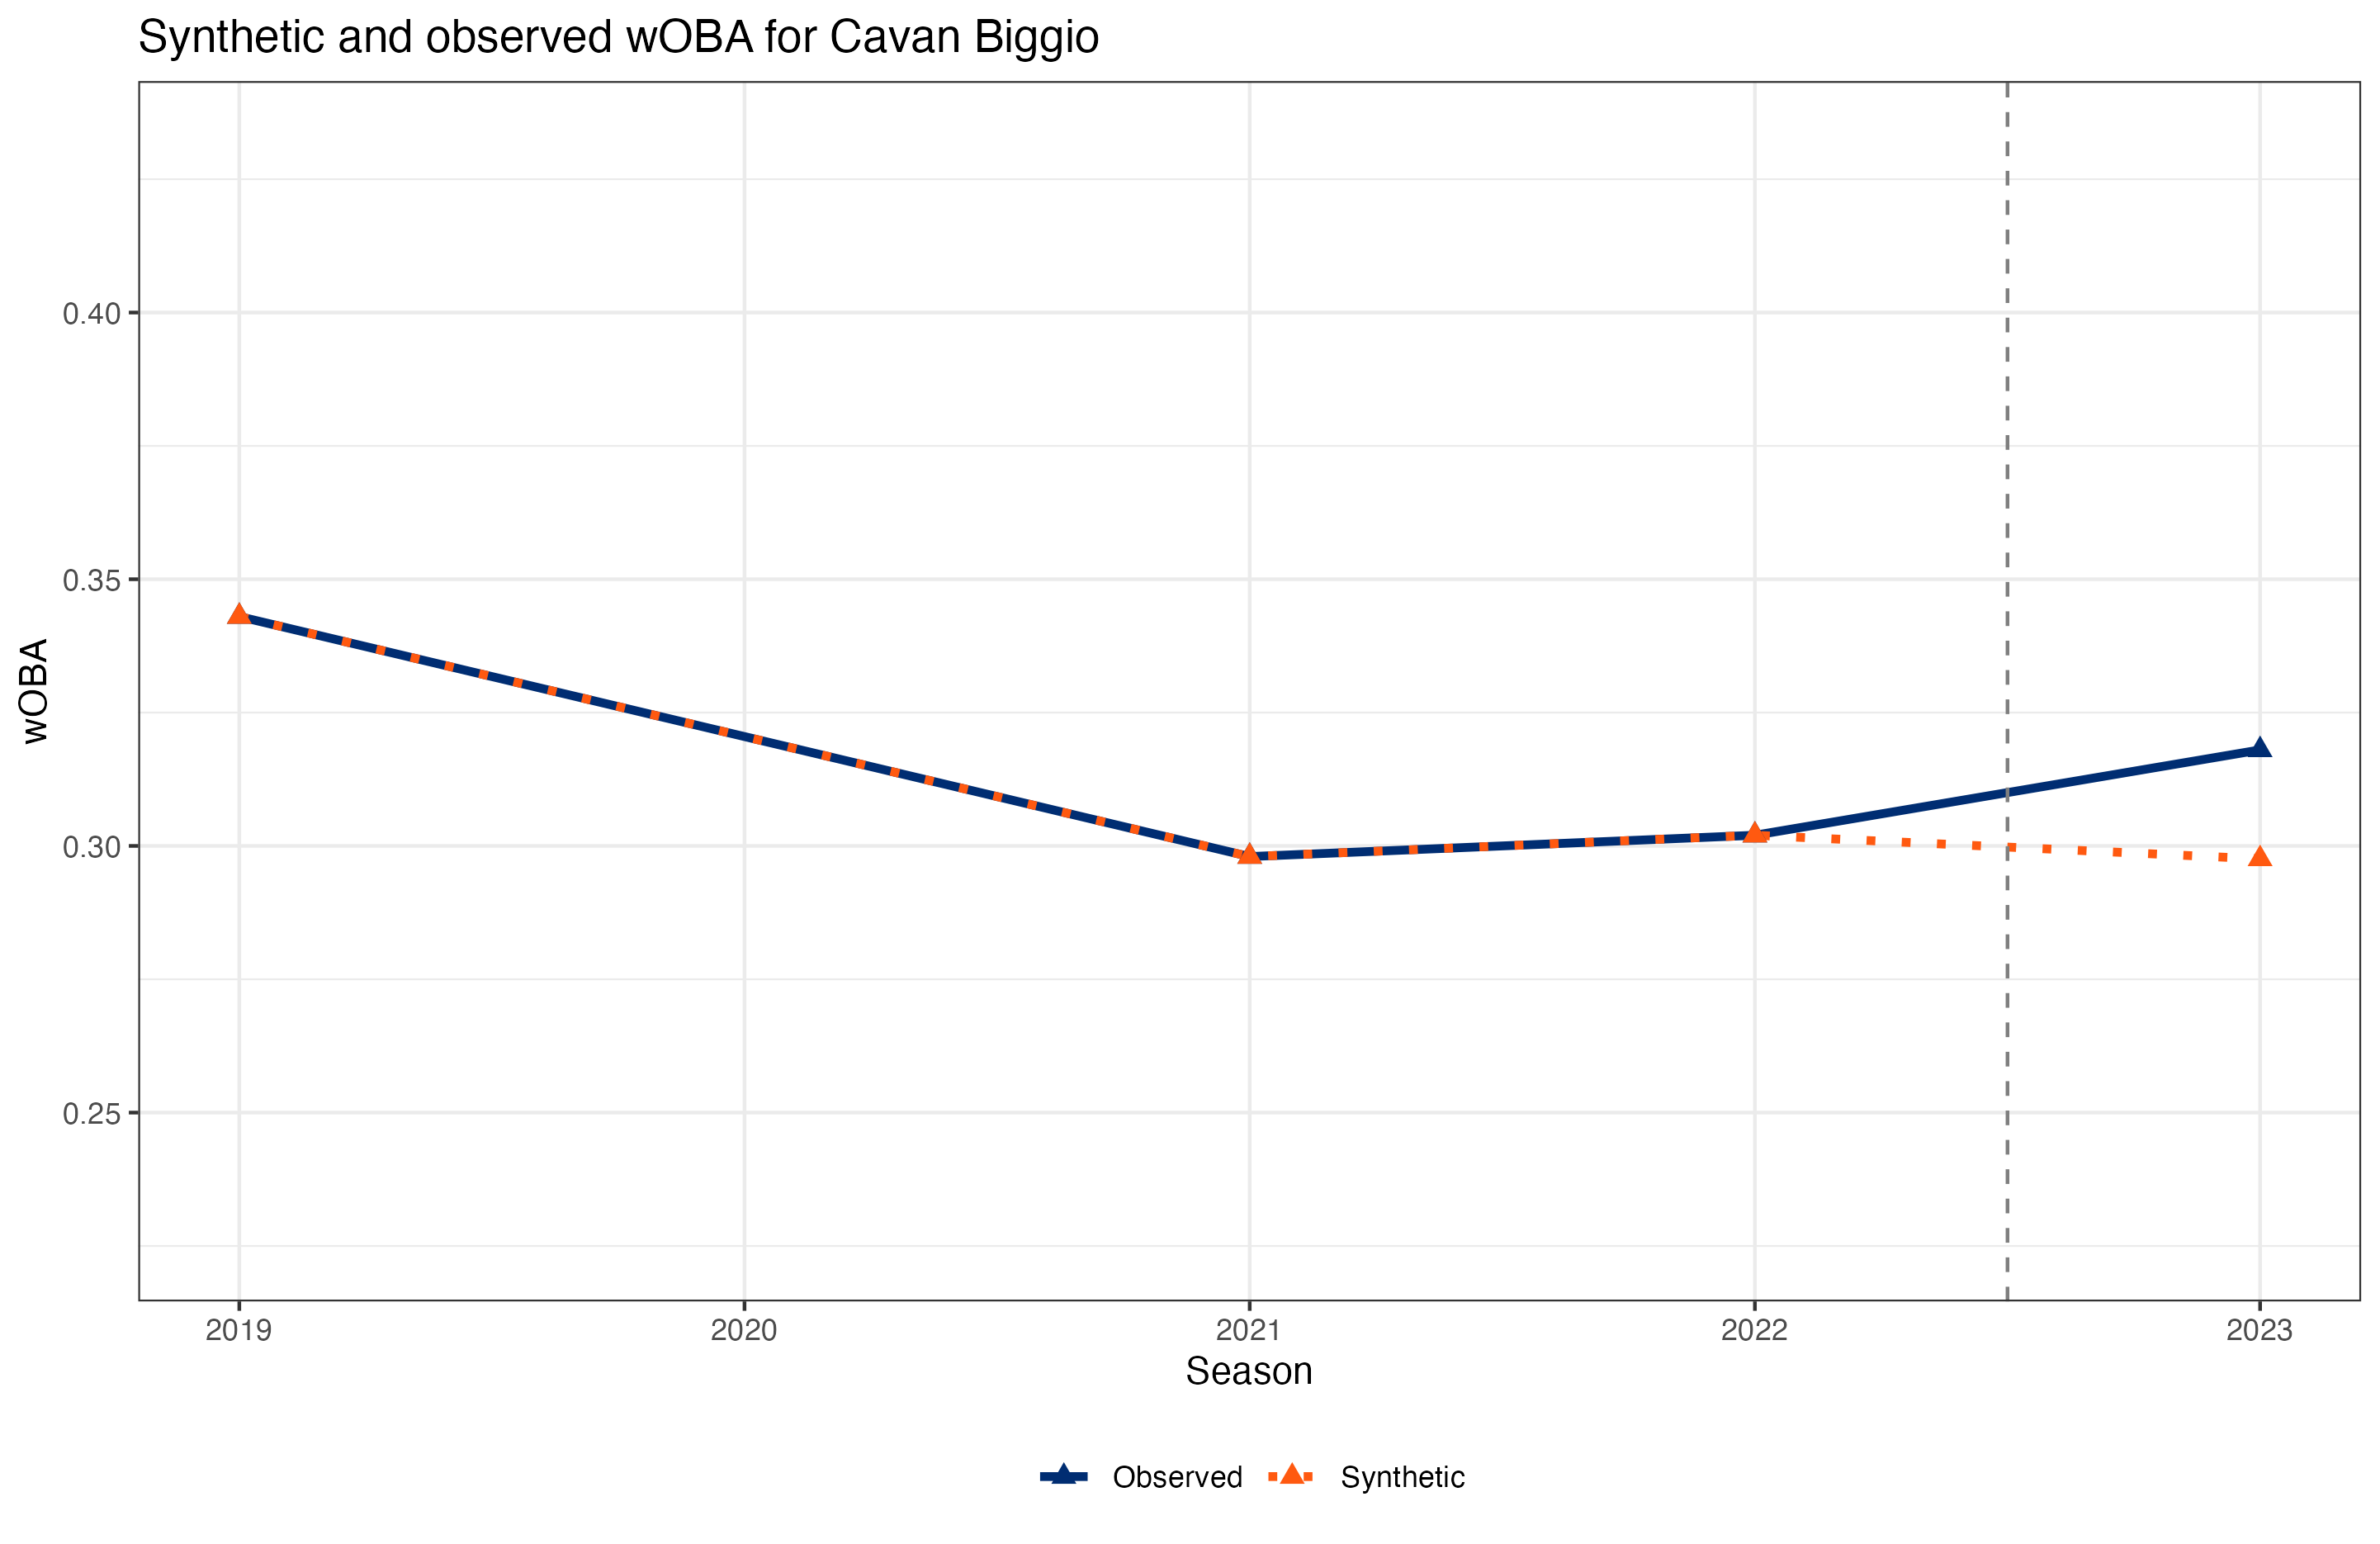 Synthetic and observed wOBA for Cavan Biggio
0.40
0.35
0.30
0.25
wOBA
2019 2020 2021 2022 2023
Season
Observed Synthetic